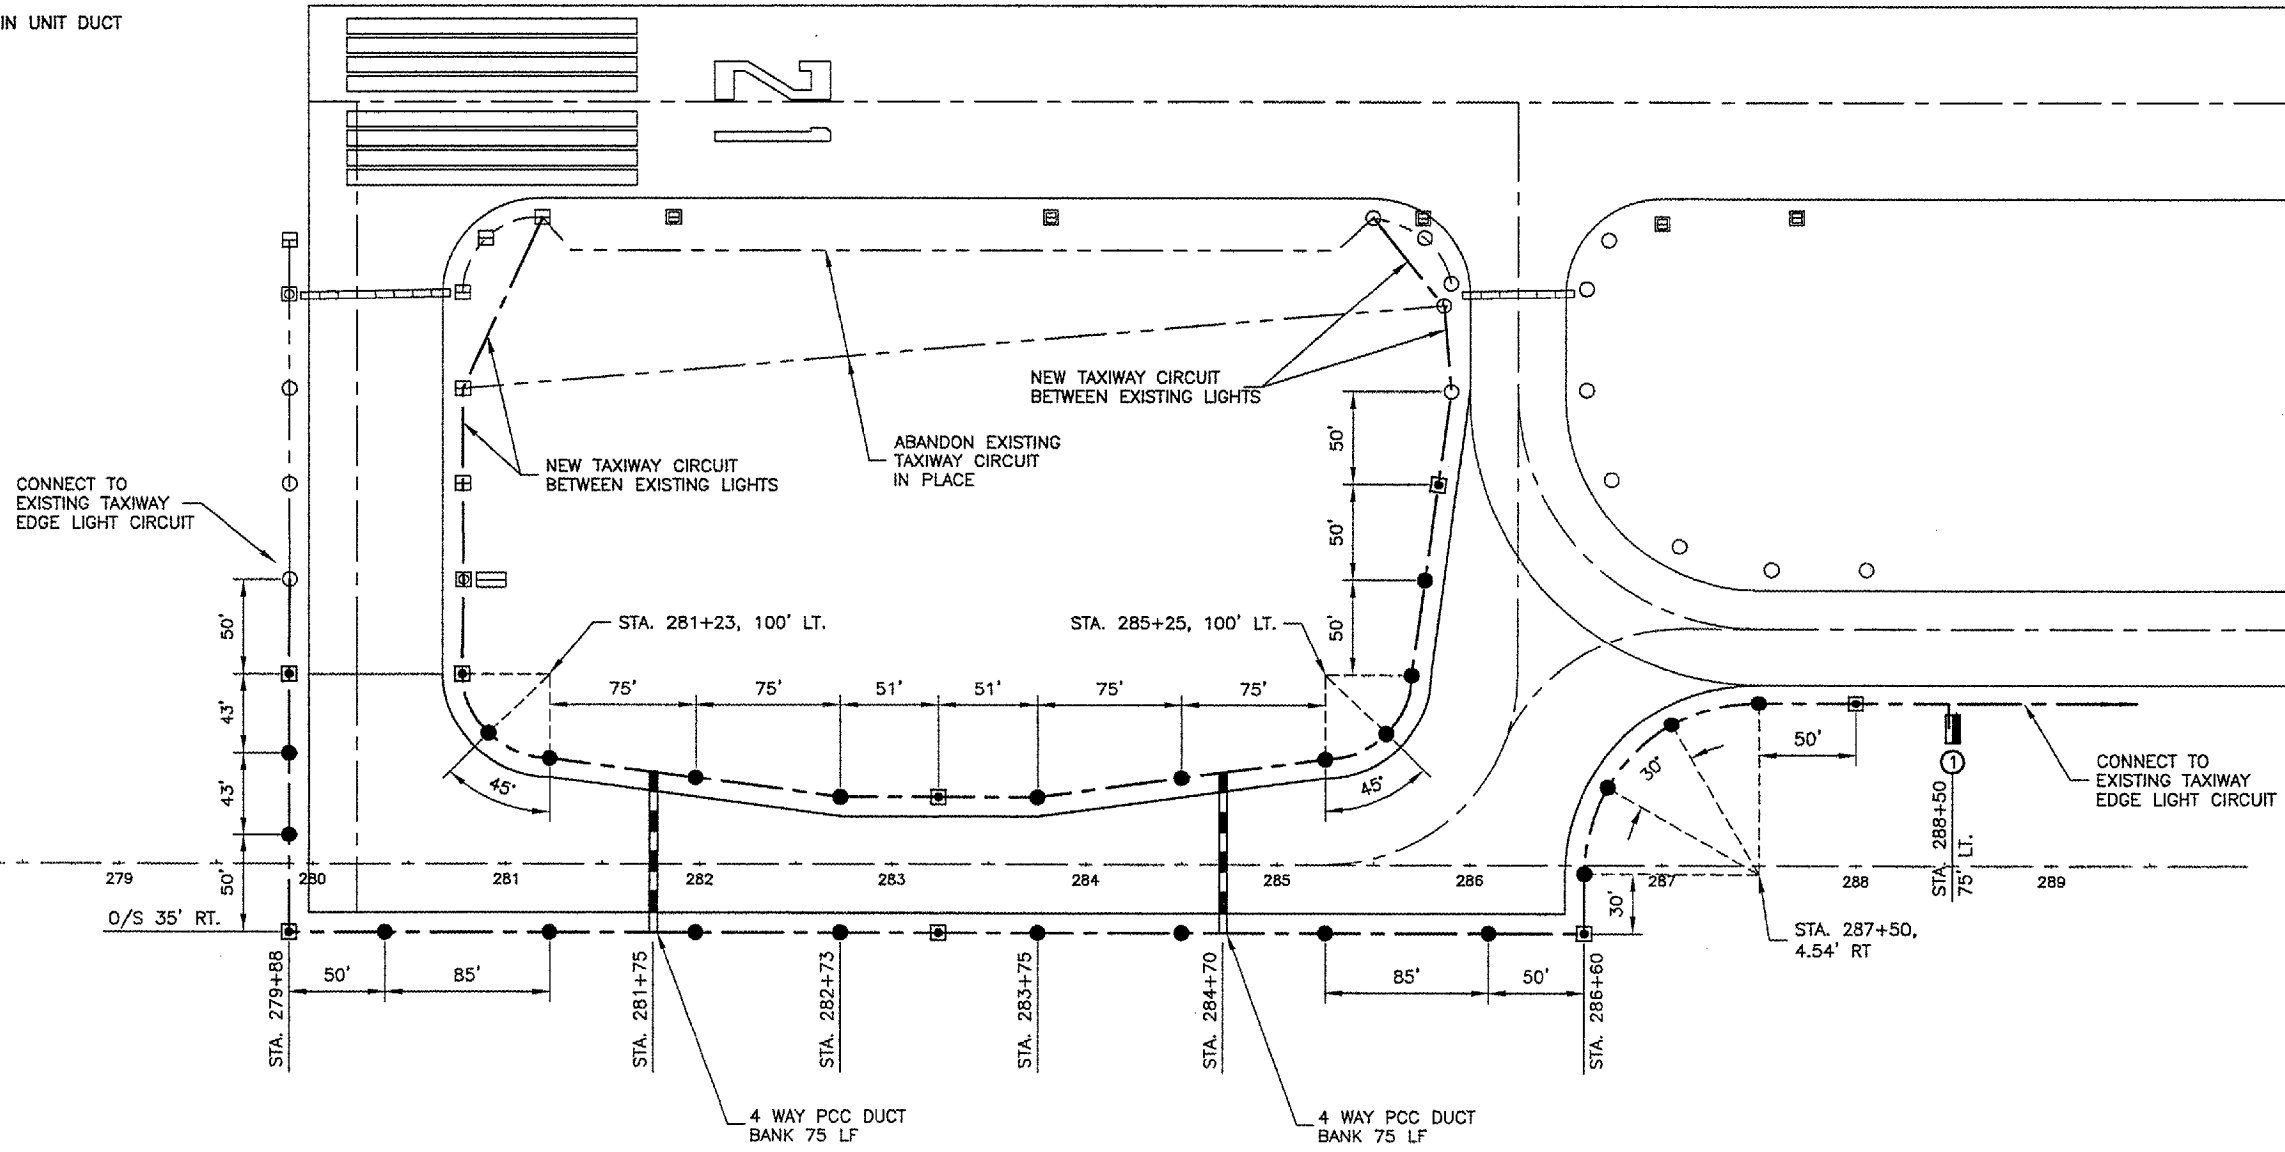 IN UNIT DUCT
12
NEW TAXIWAY CIRCUIT
BETWEEN EXISTING LIGHTS
ABANDON EXISTING
TAXIWAY CIRCUIT
IN PLACE
NEW TAXIWAY CIRCUIT
BETWEEN EXISTING LIGHTS
CONNECT TO
EXISTING TAXIWAY
EDGE LIGHT CIRCUIT
50'
50'
50'
50'
43'
43'
50'
STA. 281+23, 100' LT.
STA. 285+25, 100' LT.
75'
75'
51'
51'
75'
75'
45°
45°
30°
50'
1
STA. 288+50
75' LT.
CONNECT TO
EXISTING TAXIWAY
EDGE LIGHT CIRCUIT
279
280
281
282
283
284
285
286
287
288
289
O/S 35' RT.
30'
STA. 287+50,
4.54' RT
50'
85'
85'
50'
STA. 279+88
STA. 281+75
STA. 282+73
STA. 283+75
STA. 284+70
STA. 286+60
4 WAY PCC DUCT
BANK 75 LF
4 WAY PCC DUCT
BANK 75 LF